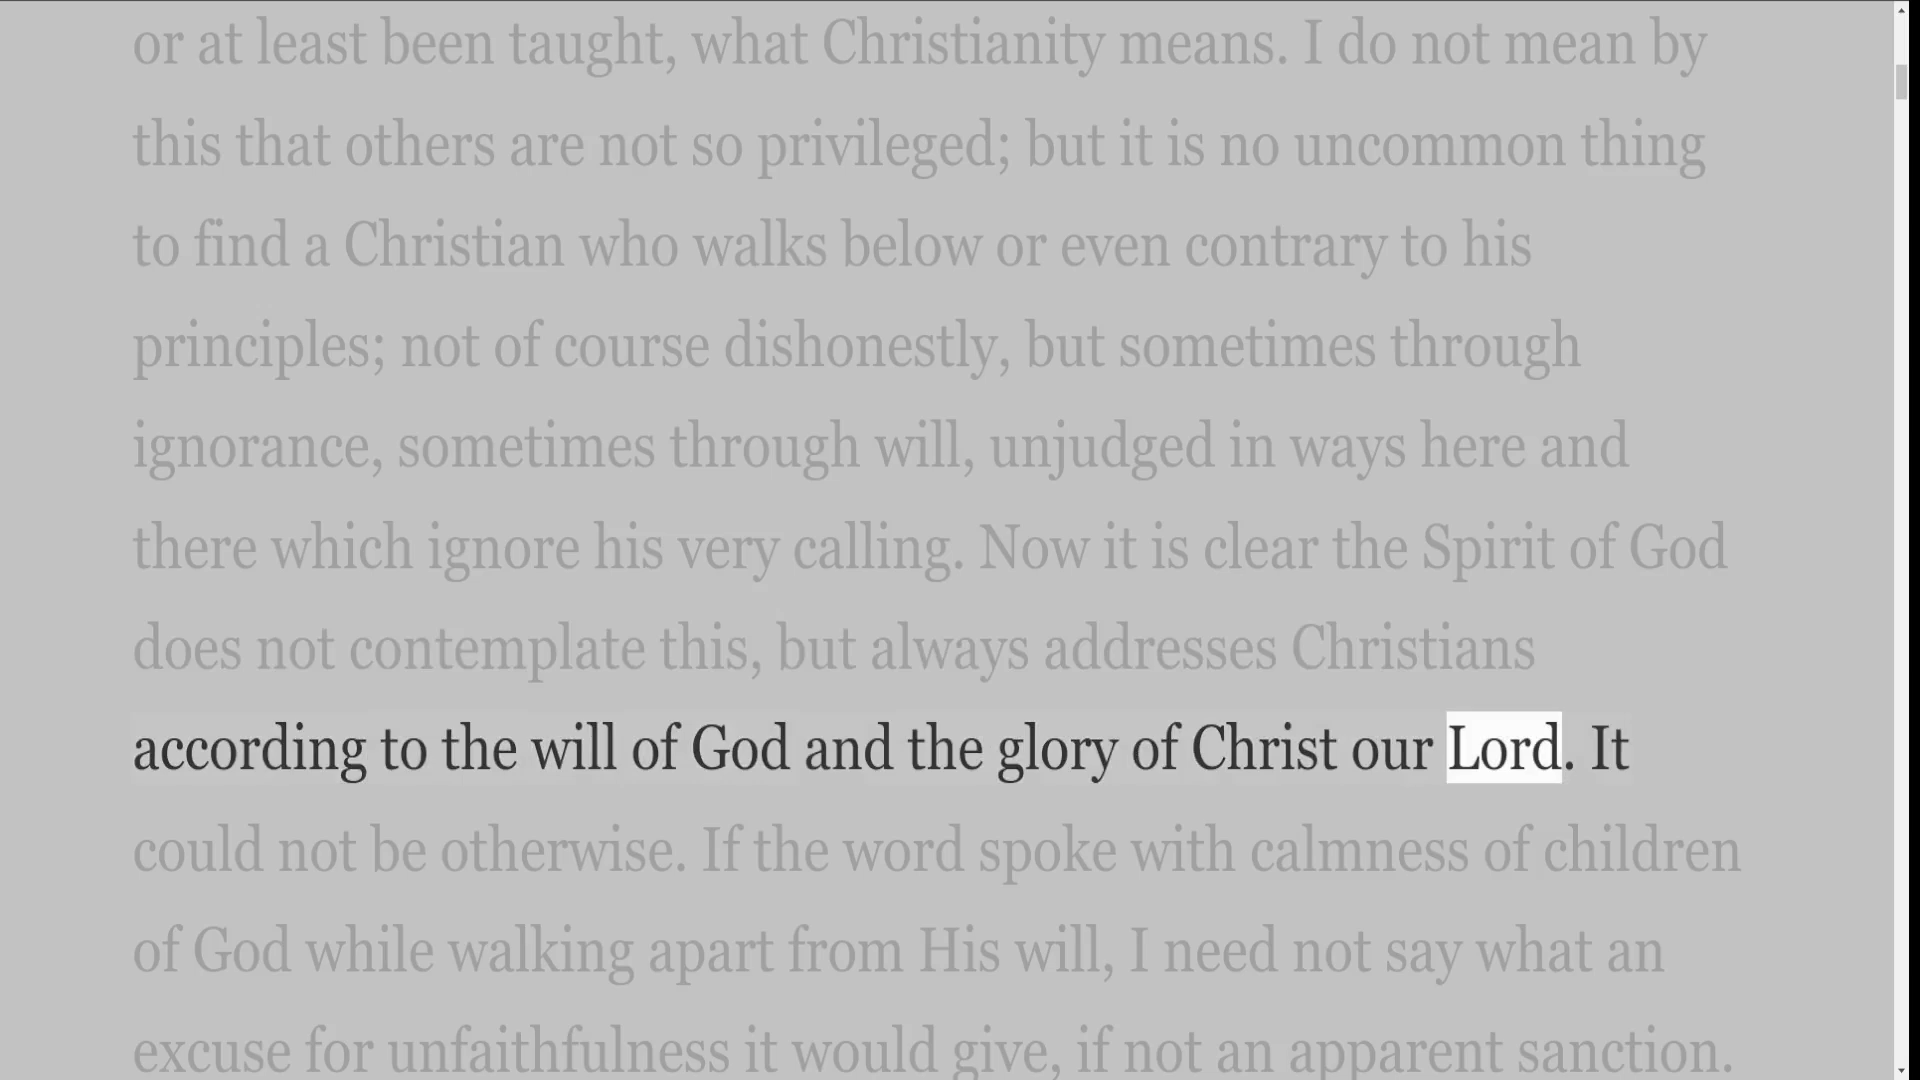 or at least been taught, what Christianity means. I do not mean by
this that others are not so privileged; but it is no uncommon thing
to find a Christian who walks below or even contrary to his
principles; not of course dishonestly, but sometimes through
ignorance, sometimes through will, unjudged in ways here and
there which ignore his very calling. Now it is clear the Spirit of God
does not contemplate this, but always addresses Christians
according to the will of God and the glory of Christ our Lord. It
could not be otherwise. If the word spoke with calmness of children
of God while walking apart from His will, I need not say what an
excuse for unfaithfulness it would give, if not an apparent sanction.